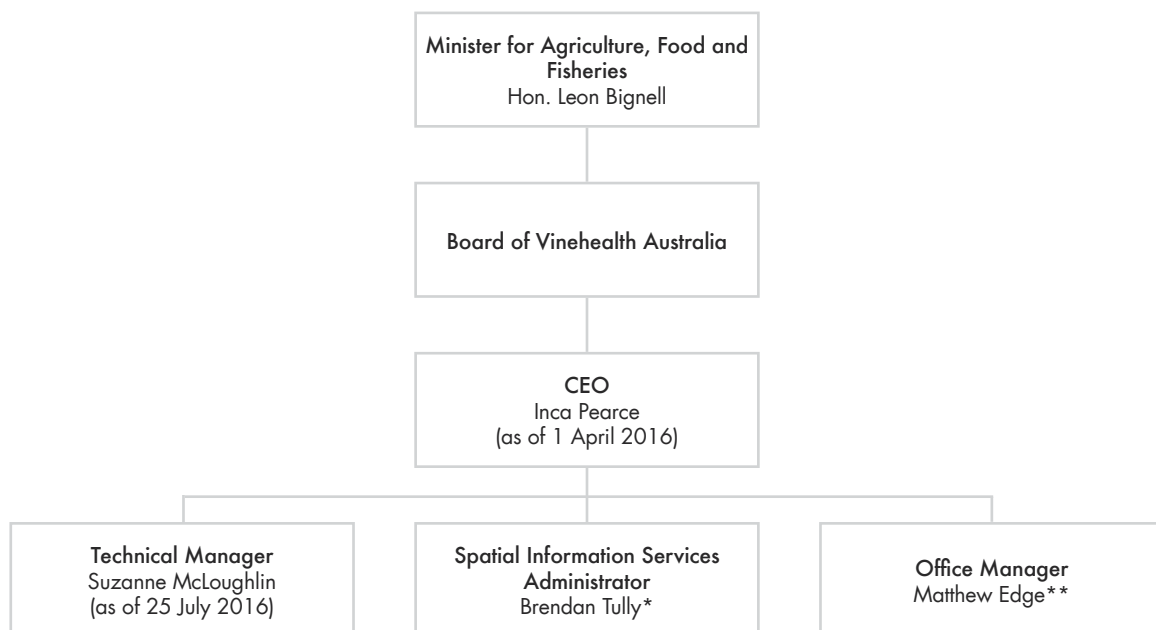 Minister for Agriculture, Food and
Fisheries
Hon. Leon Bignell
Board of Vinehealth Australia
CEO
Inca Pearce
(as of 1 April 2016)
Technical Manager
Suzanne McLoughlin
(as of 25 July 2016)
Spatial Information Services
Administrator
Brendan Tully*
Office Manager
Matthew Edge**